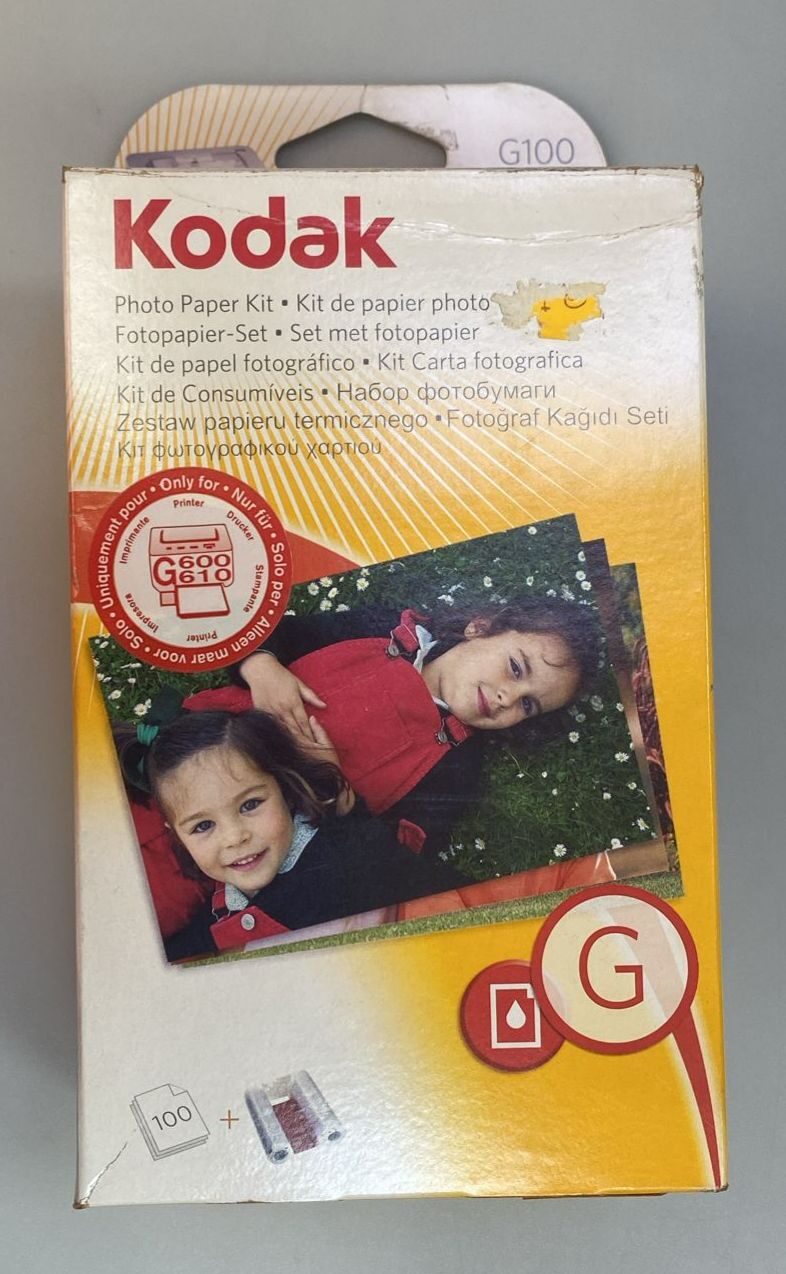 G100
Kodak
Photo Paper Kit • Kit de papier photo
Fotopapier-Set • Set met fotopapier
Kit de papel fotográfico • Kit Carta fotografica
Kit de Consumíveis • Набор фотобумаги
Zestaw papieru termicznego • Fotoğraf Kağıdı Seti
Κιτ φωτογραφικού χαρτιού
• Only for • Nur für • Solo per • Alleen maar voor • Solo • Uniquement pour
Printer
Drucker
Stampante
Printer
Impresora
Imprimante
G600
610
G
100 +